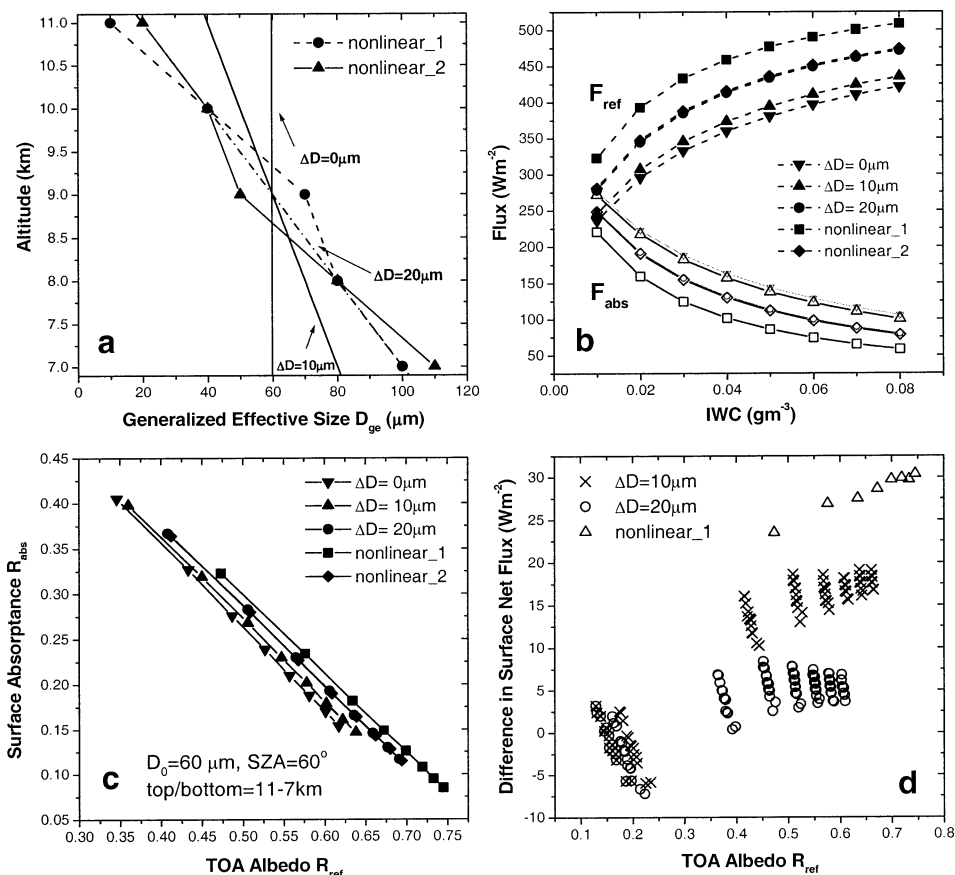 11.0
10.5
10.0
9.5
9.0
8.5
8.0
7.5
7.0
Altitude (km)
nonlinear_1
nonlinear_2
ΔD=0μm
ΔD=20μm
ΔD=10μm
a
0 20 40 60 80 100 120
Generalized Effective Size Dge (μm)
500
450
400
350
300
250
200
150
100
50
Flux (Wm-2)
Fref
Fabs
ΔD= 0μm
ΔD= 10μm
ΔD= 20μm
nonlinear_1
nonlinear_2
b
0.00 0.02 0.04 0.06 0.08
IWC (gm-3)
0.45
0.40
0.35
0.30
0.25
0.20
0.15
0.10
0.05
Surface Absorptance Rabs
ΔD= 0μm
ΔD= 10μm
ΔD= 20μm
nonlinear_1
nonlinear_2
c
D0=60 μm, SZA=60°
top/bottom=11-7km
0.30 0.35 0.40 0.45 0.50 0.55 0.60 0.65 0.70 0.75
TOA Albedo Rref
30
25
20
15
10
5
0
-5
-10
Difference in Surface Net Flux (Wm-2)
ΔD=10μm
ΔD=20μm
nonlinear_1
d
0.1 0.2 0.3 0.4 0.5 0.6 0.7 0.8
TOA Albedo Rref